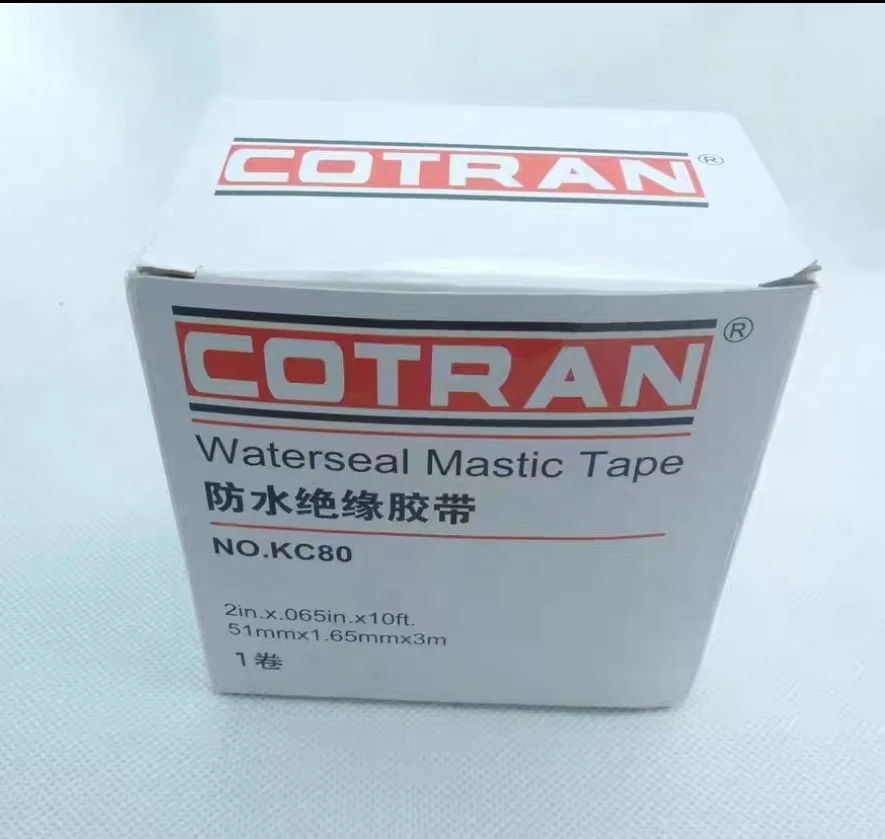 COTRAN®
COTRAN®
Waterseal Mastic Tape
防水绝缘胶带
NO.KC80
2in.x.065in.x10ft.
51mmx1.65mmx3m
1卷